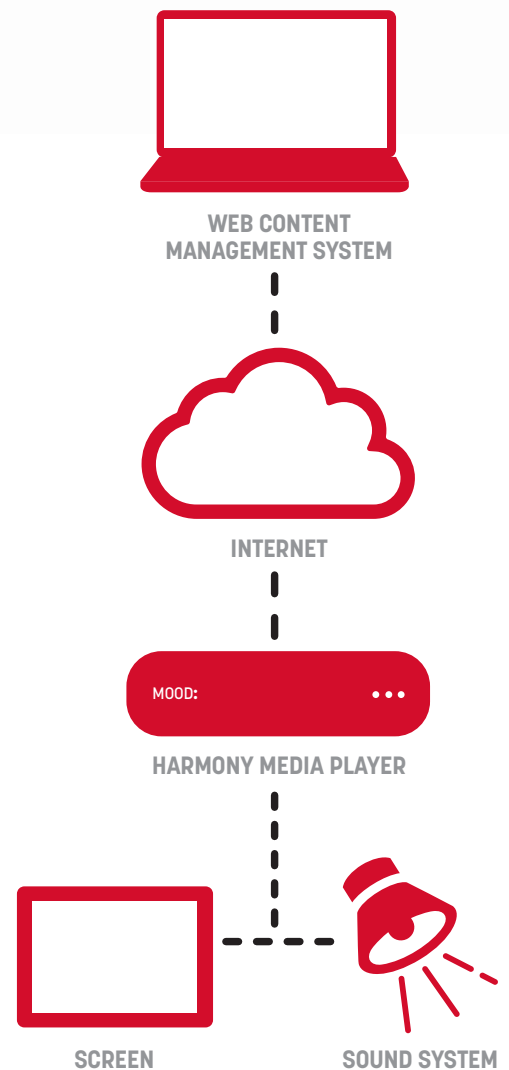 WEB CONTENT
MANAGEMENT SYSTEM
INTERNET
MOOD:
HARMONY MEDIA PLAYER
SCREEN
SOUND SYSTEM